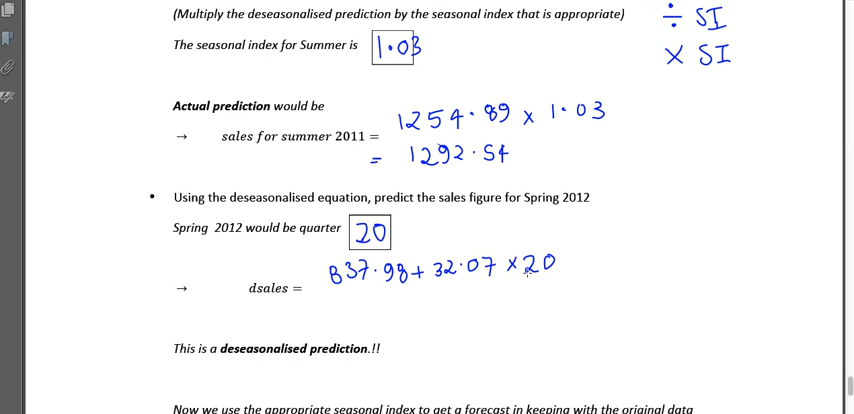 (Multiply the deseasonalised prediction by the seasonal index that is appropriate)
÷ SI
The seasonal index for Summer is 1.03
× SI
Actual prediction would be
→ sales for summer 2011 = 1254.89 × 1.03
= 1292.54
• Using the deseasonalised equation, predict the sales figure for Spring 2012
Spring 2012 would be quarter 20
→ dsales = 837.98 + 32.07 × 20
This is a deseasonalised prediction.!!
Now we use the appropriate seasonal index to get a forecast in keeping with the original data